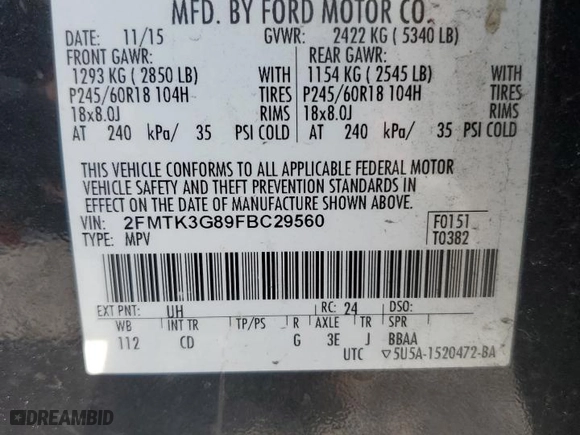 MFD. BY FORD MOTOR CO.
DATE: 11/15 GVWR: 2422 KG ( 5340 LB)
FRONT GAWR: REAR GAWR:
1293 KG ( 2850 LB) WITH 1154 KG ( 2545 LB) WITH
P245/60R18 104H TIRES P245/60R18 104H TIRES
18x8.0J RIMS 18x8.0J RIMS
AT 240 kPa/ 35 PSI COLD AT 240 kPa/ 35 PSI COLD
THIS VEHICLE CONFORMS TO ALL APPLICABLE FEDERAL MOTOR
VEHICLE SAFETY AND THEFT PREVENTION STANDARDS IN
EFFECT ON THE DATE OF MANUFACTURE SHOWN ABOVE.
VIN: 2FMTK3G89FBC29560 F0151
TYPE: MPV T0382
EXT PNT: UH RC: 24 DSO:
WB INT TR TP/PS R AXLE TR SPR
112 CD G 3E J BBAA
UTC ▽5U5A-1520472-BA
DREAMBID